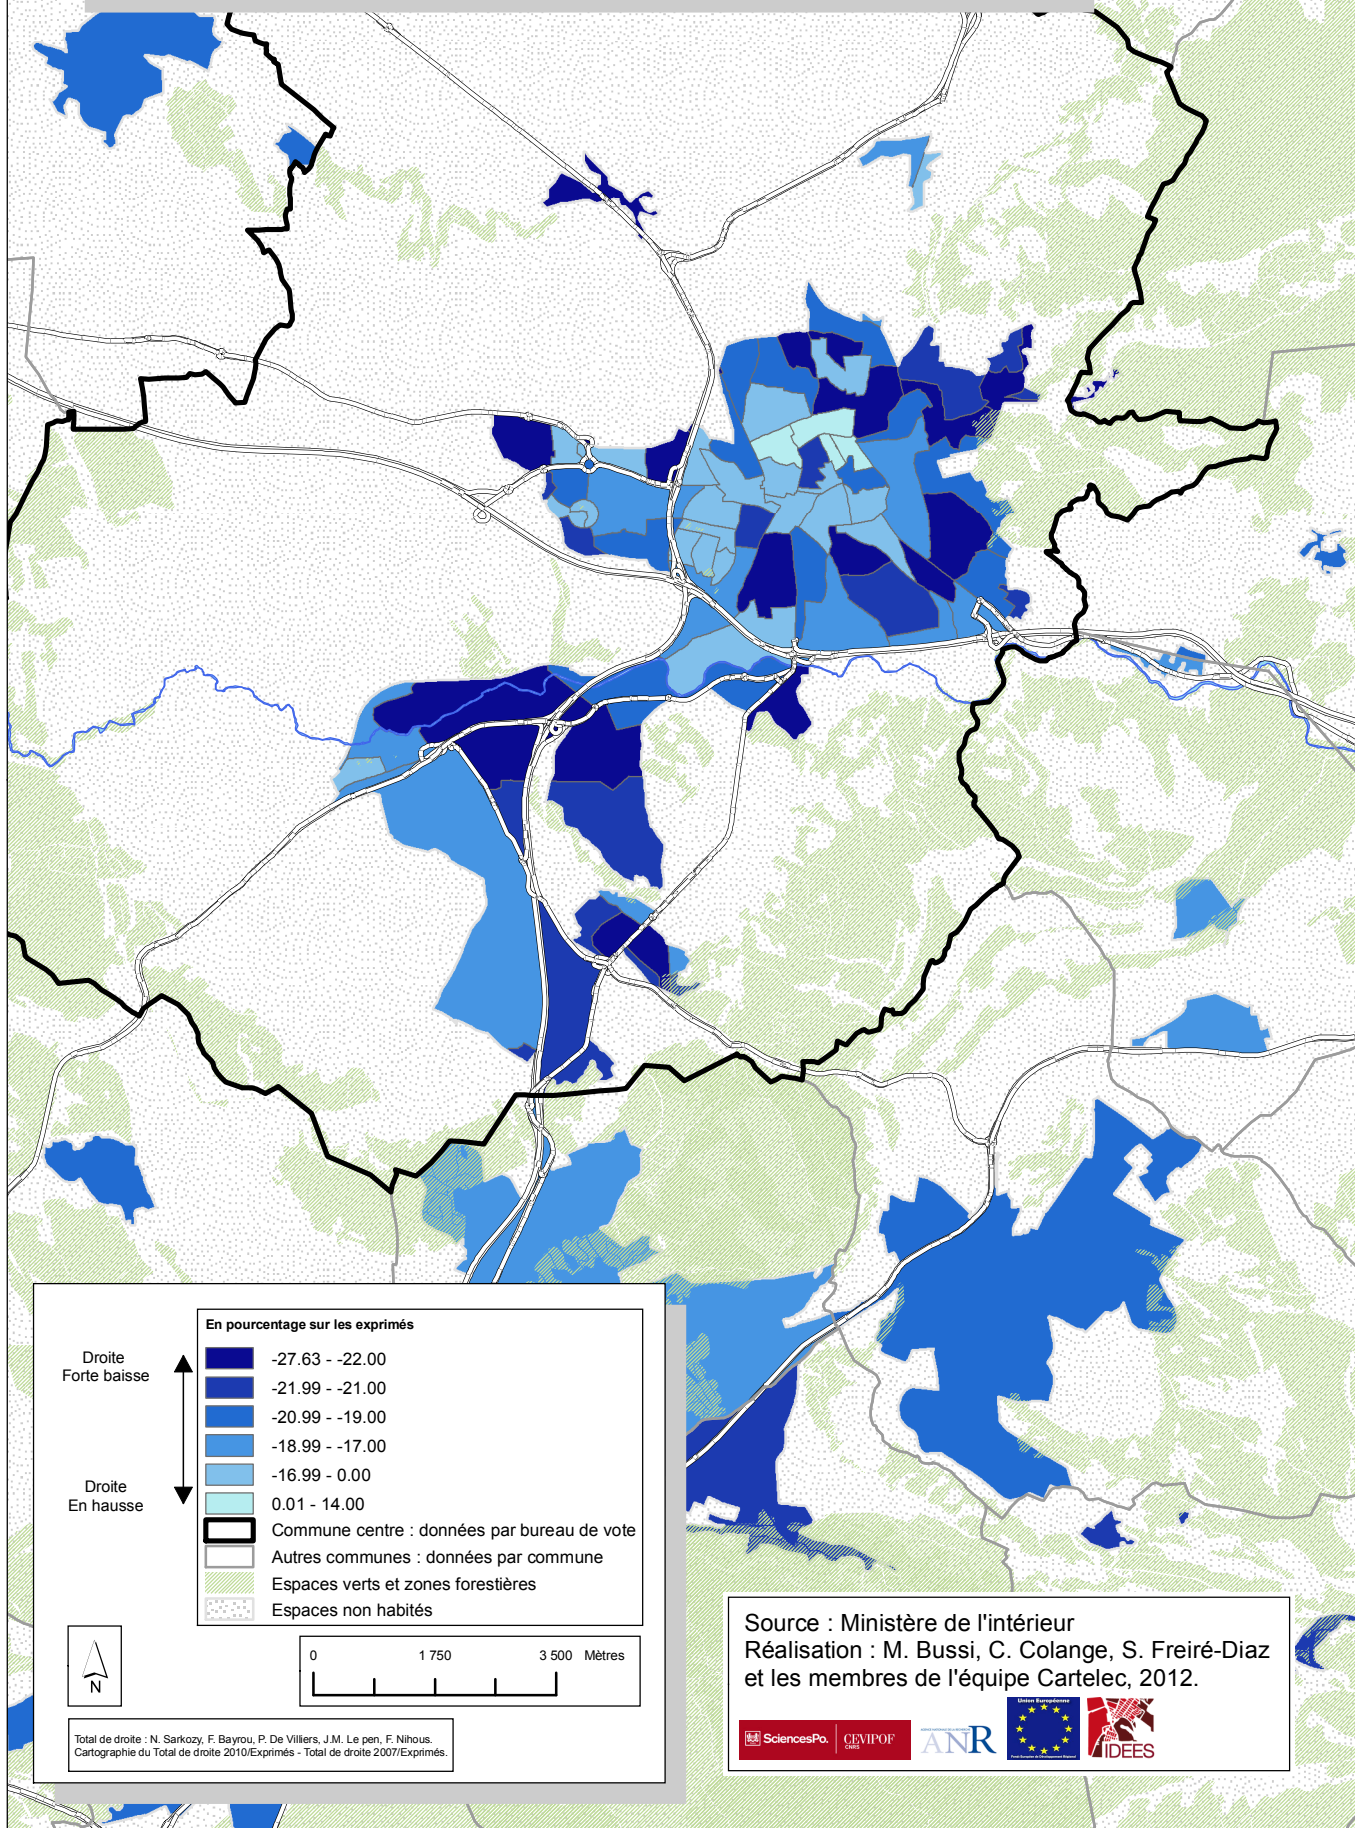 En pourcentage sur les exprimés
Droite
Forte baisse
-27.63 - -22.00
-21.99 - -21.00
-20.99 - -19.00
-18.99 - -17.00
-16.99 - 0.00
Droite
En hausse
0.01 - 14.00
Commune centre : données par bureau de vote
Autres communes : données par commune
Espaces verts et zones forestières
Espaces non habités
N
0 1 750 3 500 Mètres
Total de droite : N. Sarkozy, F. Bayrou, P. De Villiers, J.M. Le pen, F. Nihous.
Cartographie du Total de droite 2010/Exprimés - Total de droite 2007/Exprimés.
Source : Ministère de l'intérieur
Réalisation : M. Bussi, C. Colange, S. Freiré-Diaz
et les membres de l'équipe Cartelec, 2012.
SciencesPo.
CEVIPOF
CNRS
ANR
Union Européenne
IDEES